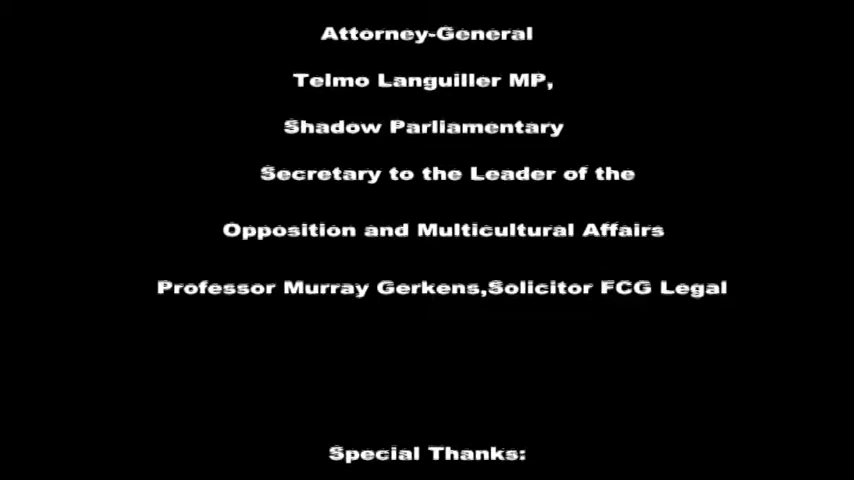 Attorney-General
Telmo Languiller MP,
Shadow Parliamentary
Secretary to the Leader of the
Opposition and Multicultural Affairs
Professor Murray Gerkens,Solicitor FCG Legal
Special Thanks: